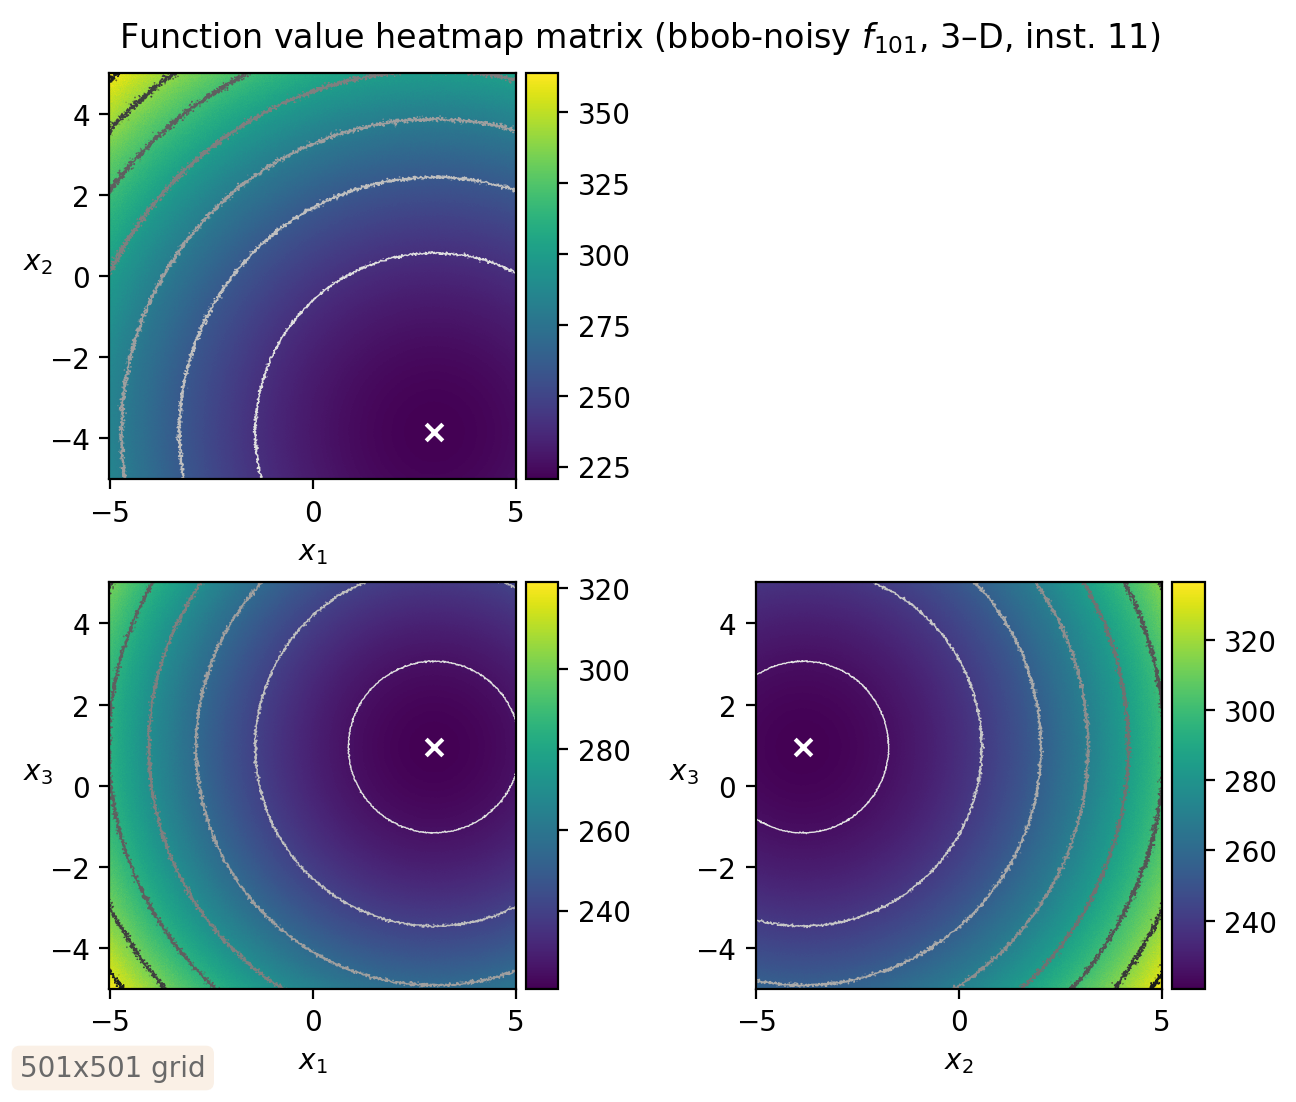 Function value heatmap matrix (bbob-noisy f₁₀₁, 3–D, inst. 11)
4
2
0
−2
−4
x₂
−5 0 5
x₁
350
325
300
275
250
225
4
2
0
−2
−4
x₃
−5 0 5
x₁
320
300
280
260
240
4
2
0
−2
−4
x₃
−5 0 5
x₂
320
300
280
260
240
501x501 grid